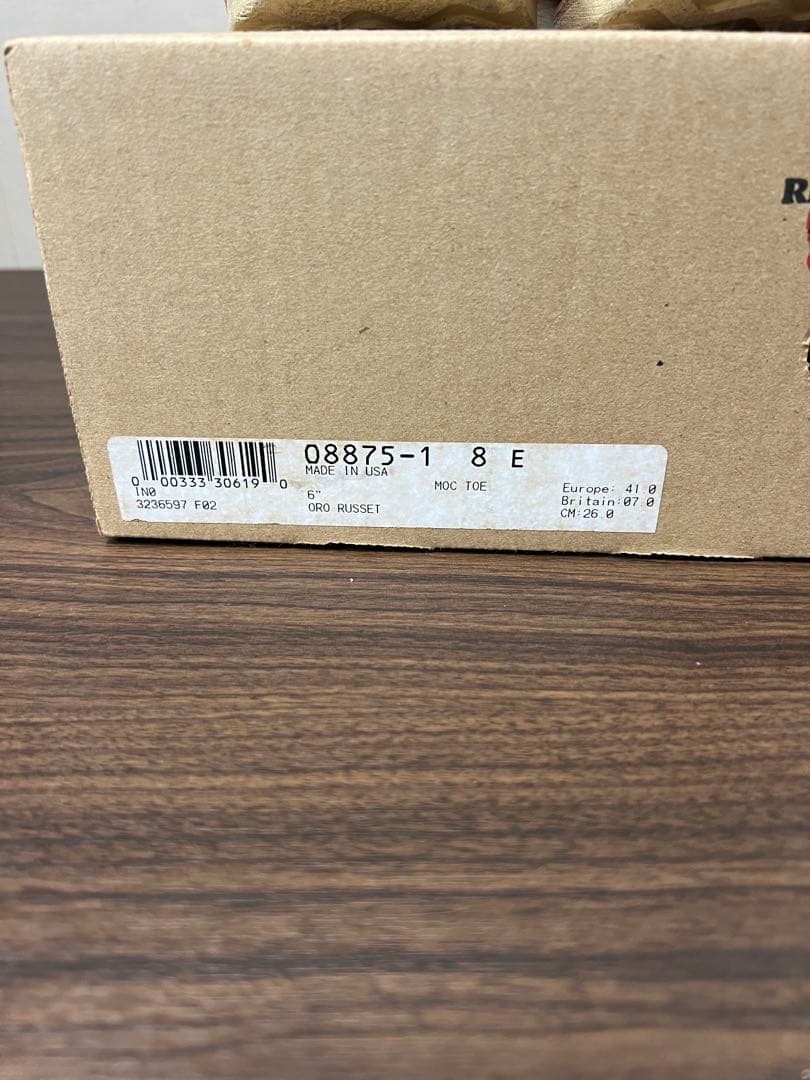 08875-1 8 E
MADE IN USA
0 00333 30619 0
MOC TOE
IN0
3236597 F02
6"
ORO RUSSET
Europe: 41.0
Britain:07.0
CM:26.0